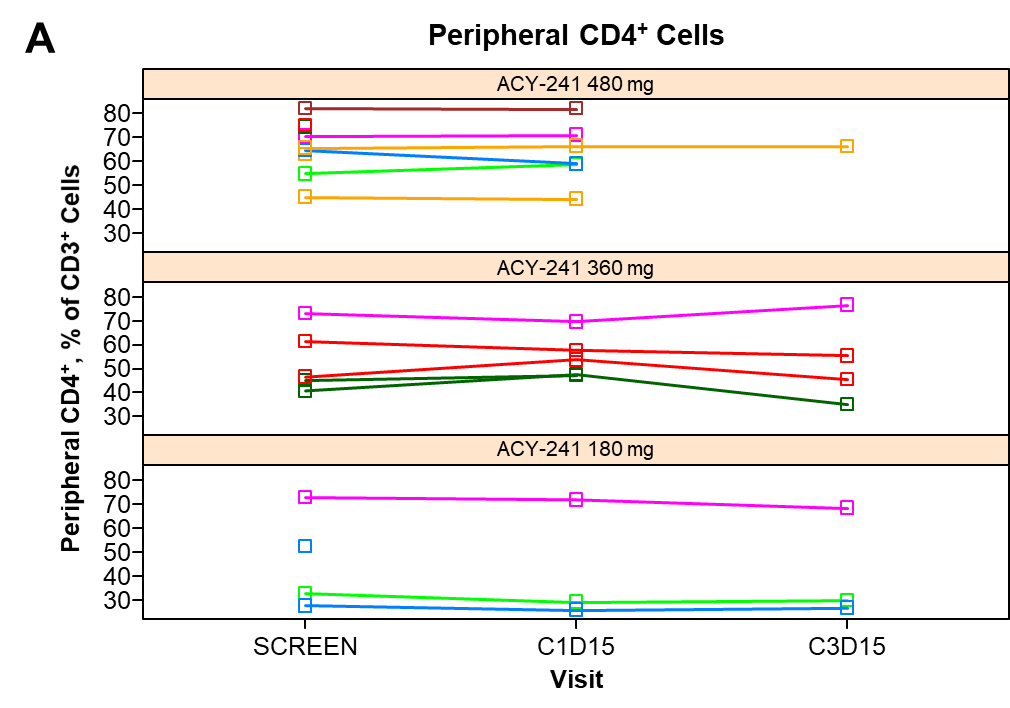 A
Peripheral CD4⁺ Cells
ACY-241 480 mg
80
70
60
50
40
30
ACY-241 360 mg
80
70
60
50
40
30
ACY-241 180 mg
80
70
60
50
40
30
Peripheral CD4⁺, % of CD3⁺ Cells
SCREEN C1D15 C3D15
Visit